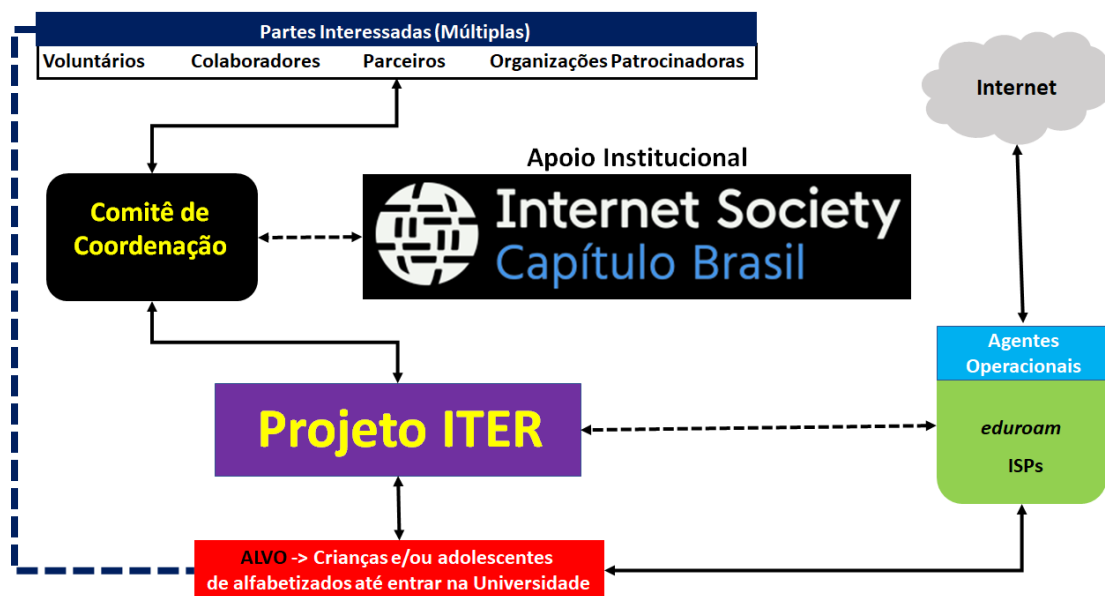 Partes Interessadas (Múltiplas)
Voluntários Colaboradores Parceiros Organizações Patrocinadoras
Internet
Apoio Institucional
Internet Society
Capítulo Brasil
Comitê de
Coordenação
Agentes
Operacionais
eduroam
ISPs
Projeto ITER
ALVO -> Crianças e/ou adolescentes
de alfabetizados até entrar na Universidade